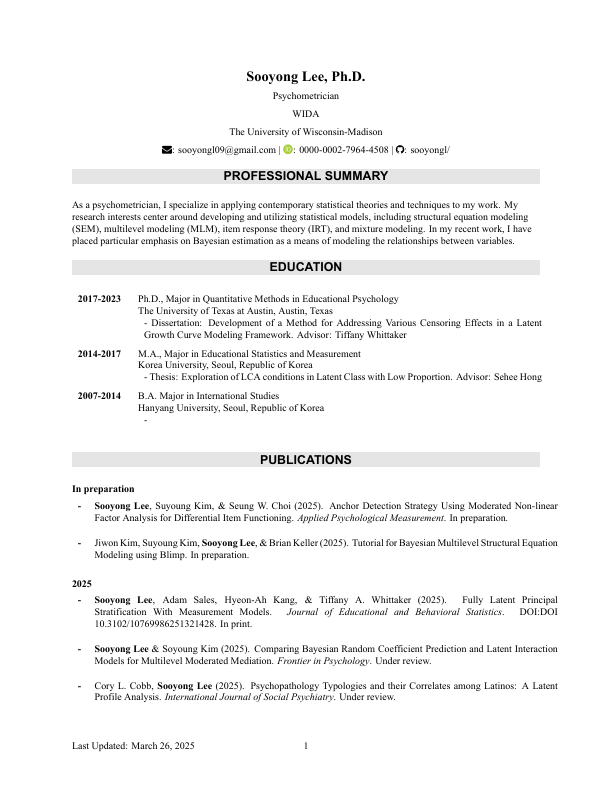 Sooyong Lee, Ph.D.
Psychometrician
WIDA
The University of Wisconsin-Madison
: sooyongl09@gmail.com | iD: 0000-0002-7964-4508 | : sooyongl/
PROFESSIONAL SUMMARY
As a psychometrician, I specialize in applying contemporary statistical theories and techniques to my work. My
research interests center around developing and utilizing statistical models, including structural equation modeling
(SEM), multilevel modeling (MLM), item response theory (IRT), and mixture modeling. In my recent work, I have
placed particular emphasis on Bayesian estimation as a means of modeling the relationships between variables.
EDUCATION
2017-2023 Ph.D., Major in Quantitative Methods in Educational Psychology
The University of Texas at Austin, Austin, Texas
- Dissertation: Development of a Method for Addressing Various Censoring Effects in a Latent
Growth Curve Modeling Framework. Advisor: Tiffany Whittaker
2014-2017 M.A., Major in Educational Statistics and Measurement
Korea University, Seoul, Republic of Korea
- Thesis: Exploration of LCA conditions in Latent Class with Low Proportion. Advisor: Sehee Hong
2007-2014 B.A. Major in International Studies
Hanyang University, Seoul, Republic of Korea
-
PUBLICATIONS
In preparation
- Sooyong Lee, Suyoung Kim, & Seung W. Choi (2025). Anchor Detection Strategy Using Moderated Non-linear
Factor Analysis for Differential Item Functioning. Applied Psychological Measurement. In preparation.
- Jiwon Kim, Suyoung Kim, Sooyong Lee, & Brian Keller (2025). Tutorial for Bayesian Multilevel Structural Equation
Modeling using Blimp. In preparation.
2025
- Sooyong Lee, Adam Sales, Hyeon-Ah Kang, & Tiffany A. Whittaker (2025). Fully Latent Principal
Stratification With Measurement Models. Journal of Educational and Behavioral Statistics. DOI:DOI
10.3102/10769986251321428. In print.
- Sooyong Lee & Soyoung Kim (2025). Comparing Bayesian Random Coefficient Prediction and Latent Interaction
Models for Multilevel Moderated Mediation. Frontier in Psychology. Under review.
- Cory L. Cobb, Sooyong Lee (2025). Psychopathology Typologies and their Correlates among Latinos: A Latent
Profile Analysis. International Journal of Social Psychiatry. Under review.
Last Updated: March 26, 2025 1